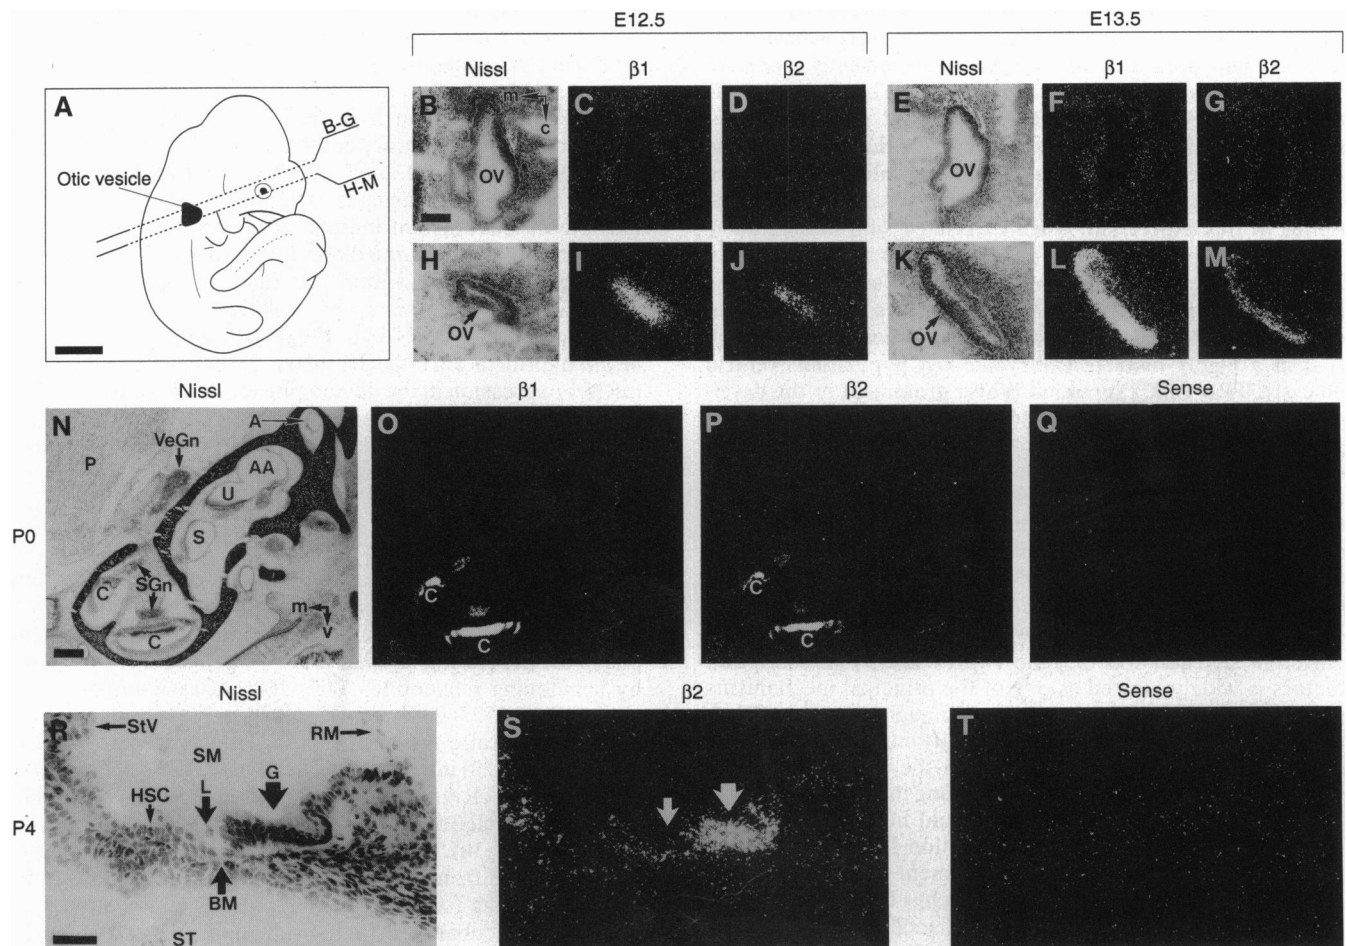 E12.5 E13.5
Nissl β1 β2 Nissl β1 β2
A
B-G
H-M
Otic vesicle
B m c OV
C
D
E OV
F
G
H OV
I
J
K OV
L
M
Nissl β1 β2 Sense
P0
N A VeGn P AA U S SGn C C m v
O C C
P C C
Q
Nissl β2 Sense
P4
R StV RM SM L G HSC BM ST
S
T